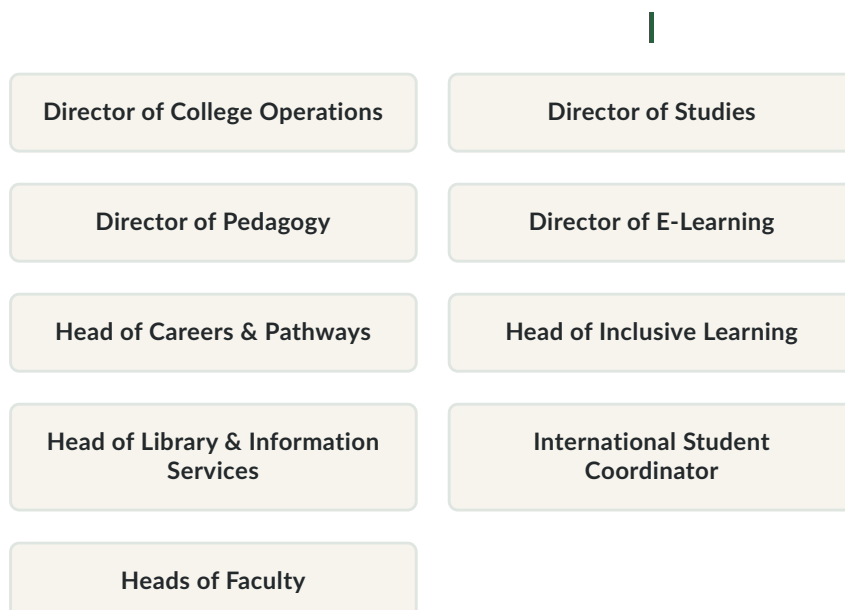 Director of College Operations
Director of Studies
Director of Pedagogy
Director of E-Learning
Head of Careers & Pathways
Head of Inclusive Learning
Head of Library & Information
Services
International Student
Coordinator
Heads of Faculty